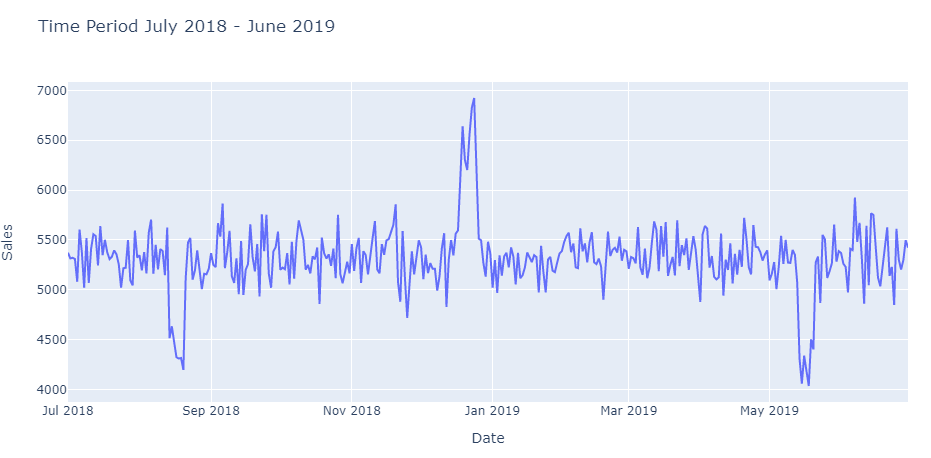 Time Period July 2018 - June 2019
7000
6500
6000
5500
5000
4500
4000
Sales
Jul 2018 Sep 2018 Nov 2018 Jan 2019 Mar 2019 May 2019
Date